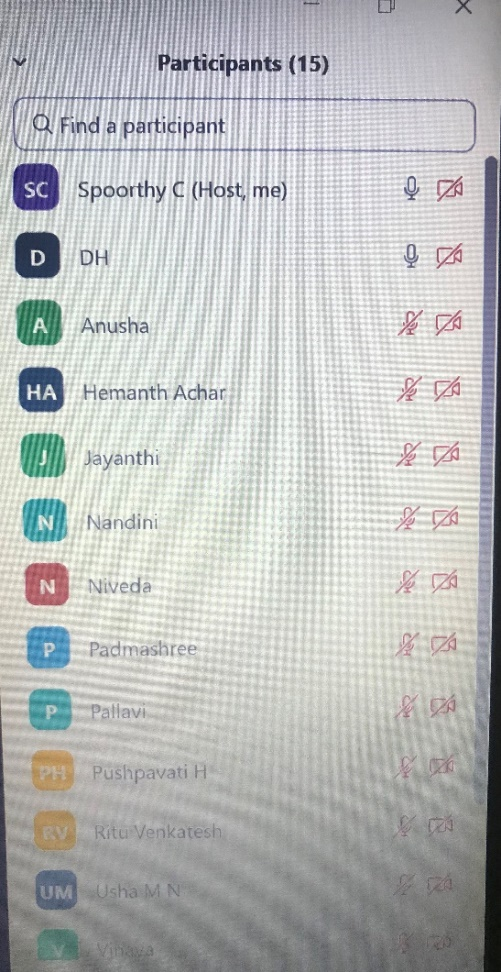 Participants (15)
Find a participant
SC Spoorthy C (Host, me)
D DH
A Anusha
HA Hemanth Achar
J Jayanthi
N Nandini
N Niveda
P Padmashree
P Pallavi
PH Pushpavati H
RV Ritu Venkatesh
UM Usha M N
V